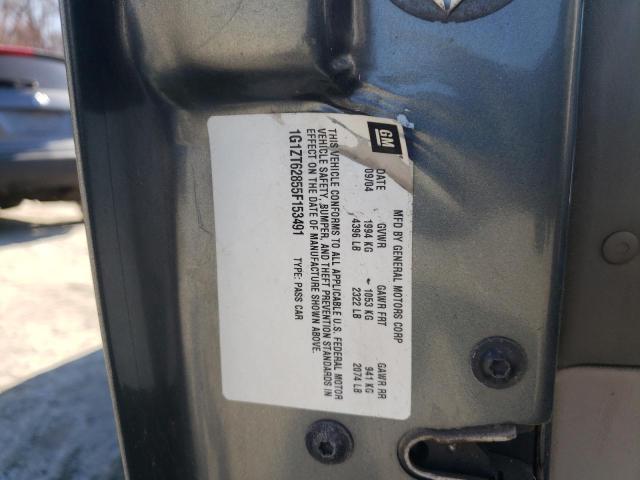 GM
MFD BY GENERAL MOTORS CORP
DATE GVWR GAWR FRT GAWR RR
09/04 1994 KG 1053 KG 941 KG
4396 LB 2322 LB 2074 LB
THIS VEHICLE CONFORMS TO ALL APPLICABLE U.S. FEDERAL MOTOR
VEHICLE SAFETY, BUMPER, AND THEFT PREVENTION STANDARDS IN
EFFECT ON THE DATE OF MANUFACTURE SHOWN ABOVE.
1G1ZT62855F153491 TYPE: PASS CAR